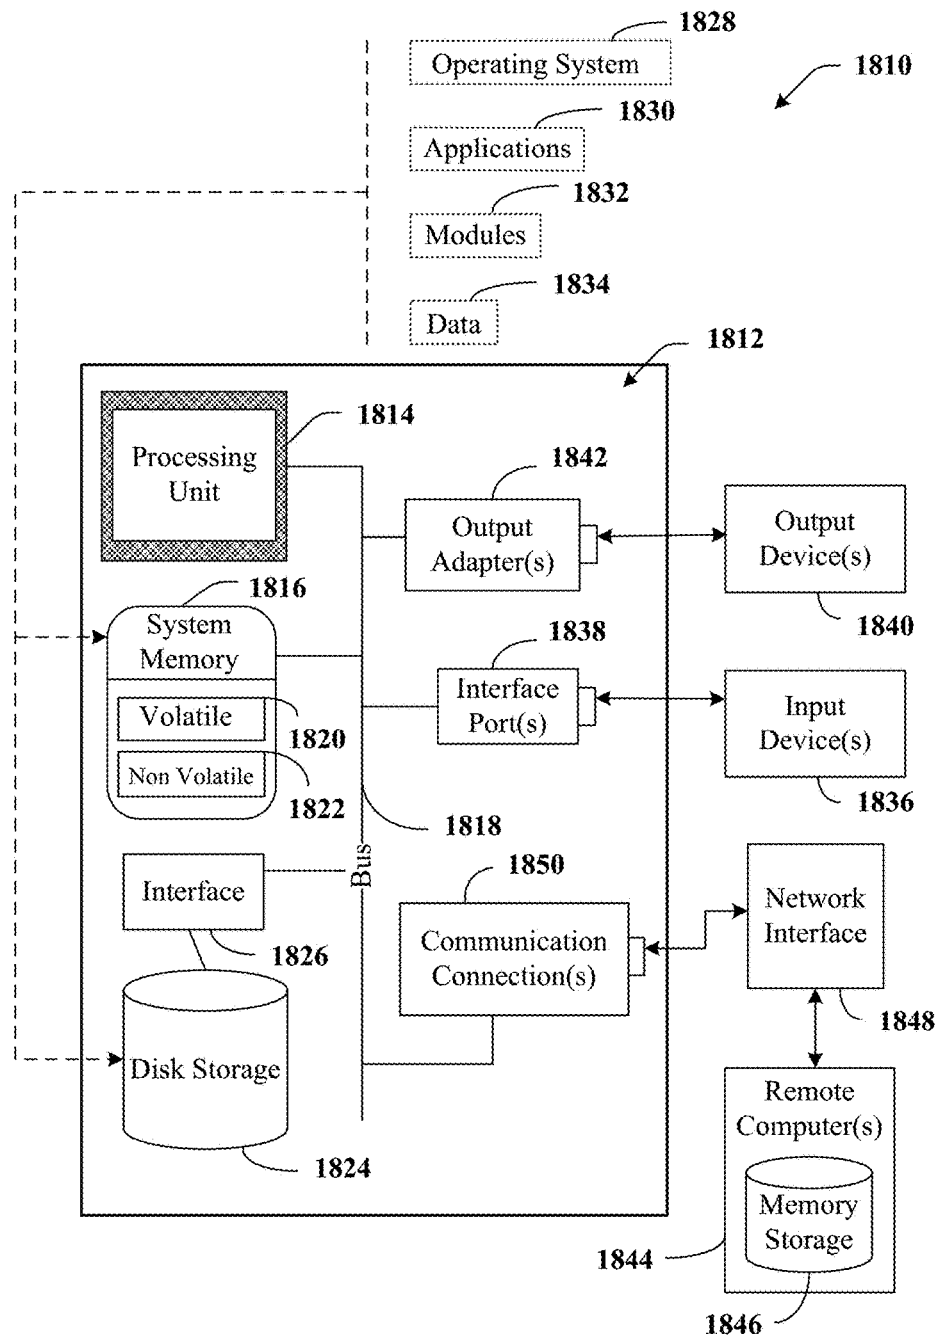 1828
Operating System
1810
1830
Applications
1832
Modules
1834
Data
1812
1814
Processing
Unit
1842
Output
Adapter(s)
Output
Device(s)
1840
1816
System
Memory
1838
Interface
Port(s)
Input
Device(s)
1836
Volatile
1820
Non Volatile
1822
1818
Bus
1850
Interface
1826
Communication
Connection(s)
Network
Interface
1848
Disk Storage
1824
Remote
Computer(s)
Memory
Storage
1844
1846